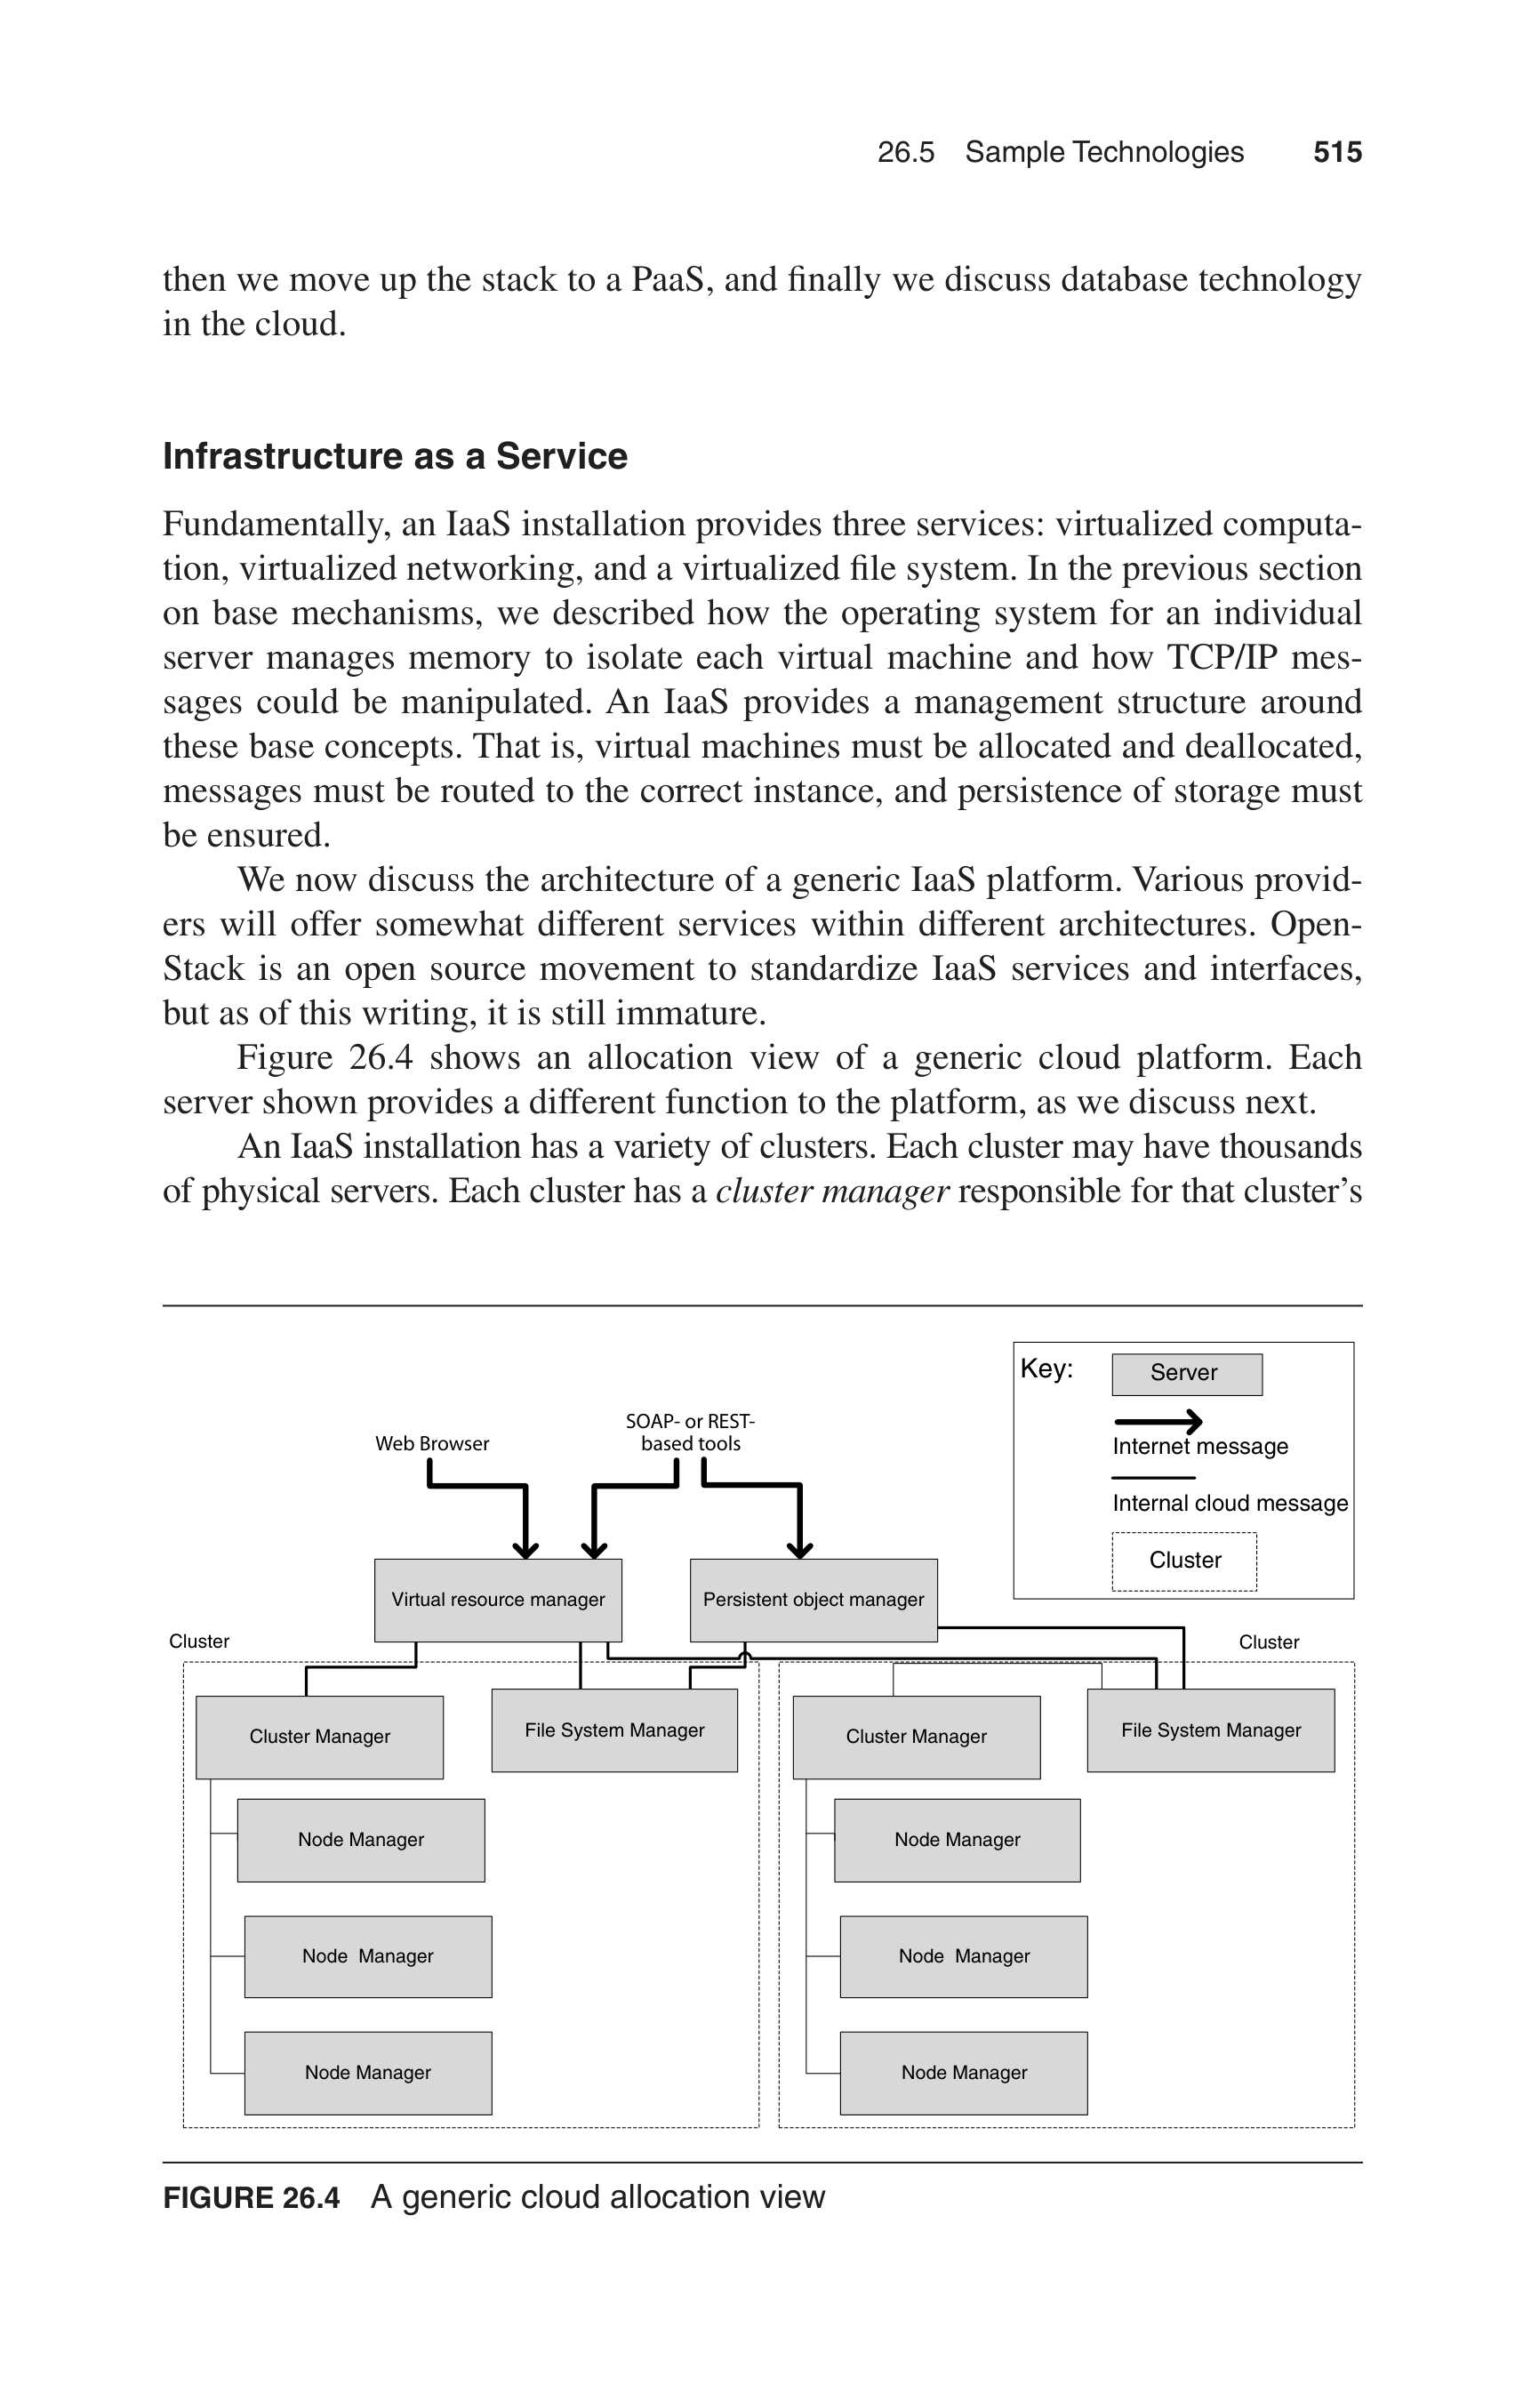 26.5 Sample Technologies 515
then we move up the stack to a PaaS, and finally we discuss database technology
in the cloud.
Infrastructure as a Service
Fundamentally, an IaaS installation provides three services: virtualized computa-
tion, virtualized networking, and a virtualized file system. In the previous section
on base mechanisms, we described how the operating system for an individual
server manages memory to isolate each virtual machine and how TCP/IP mes-
sages could be manipulated. An IaaS provides a management structure around
these base concepts. That is, virtual machines must be allocated and deallocated,
messages must be routed to the correct instance, and persistence of storage must
be ensured.
We now discuss the architecture of a generic IaaS platform. Various provid-
ers will offer somewhat different services within different architectures. Open-
Stack is an open source movement to standardize IaaS services and interfaces,
but as of this writing, it is still immature.
Figure 26.4 shows an allocation view of a generic cloud platform. Each
server shown provides a different function to the platform, as we discuss next.
An IaaS installation has a variety of clusters. Each cluster may have thousands
of physical servers. Each cluster has a cluster manager responsible for that cluster's
Key:
Server
Internet message
Internal cloud message
Cluster
Web Browser
SOAP- or REST-
based tools
Virtual resource manager
Persistent object manager
Cluster
Cluster
Cluster Manager
File System Manager
Cluster Manager
File System Manager
Node Manager
Node Manager
Node Manager
Node Manager
Node Manager
Node Manager
FIGURE 26.4 A generic cloud allocation view